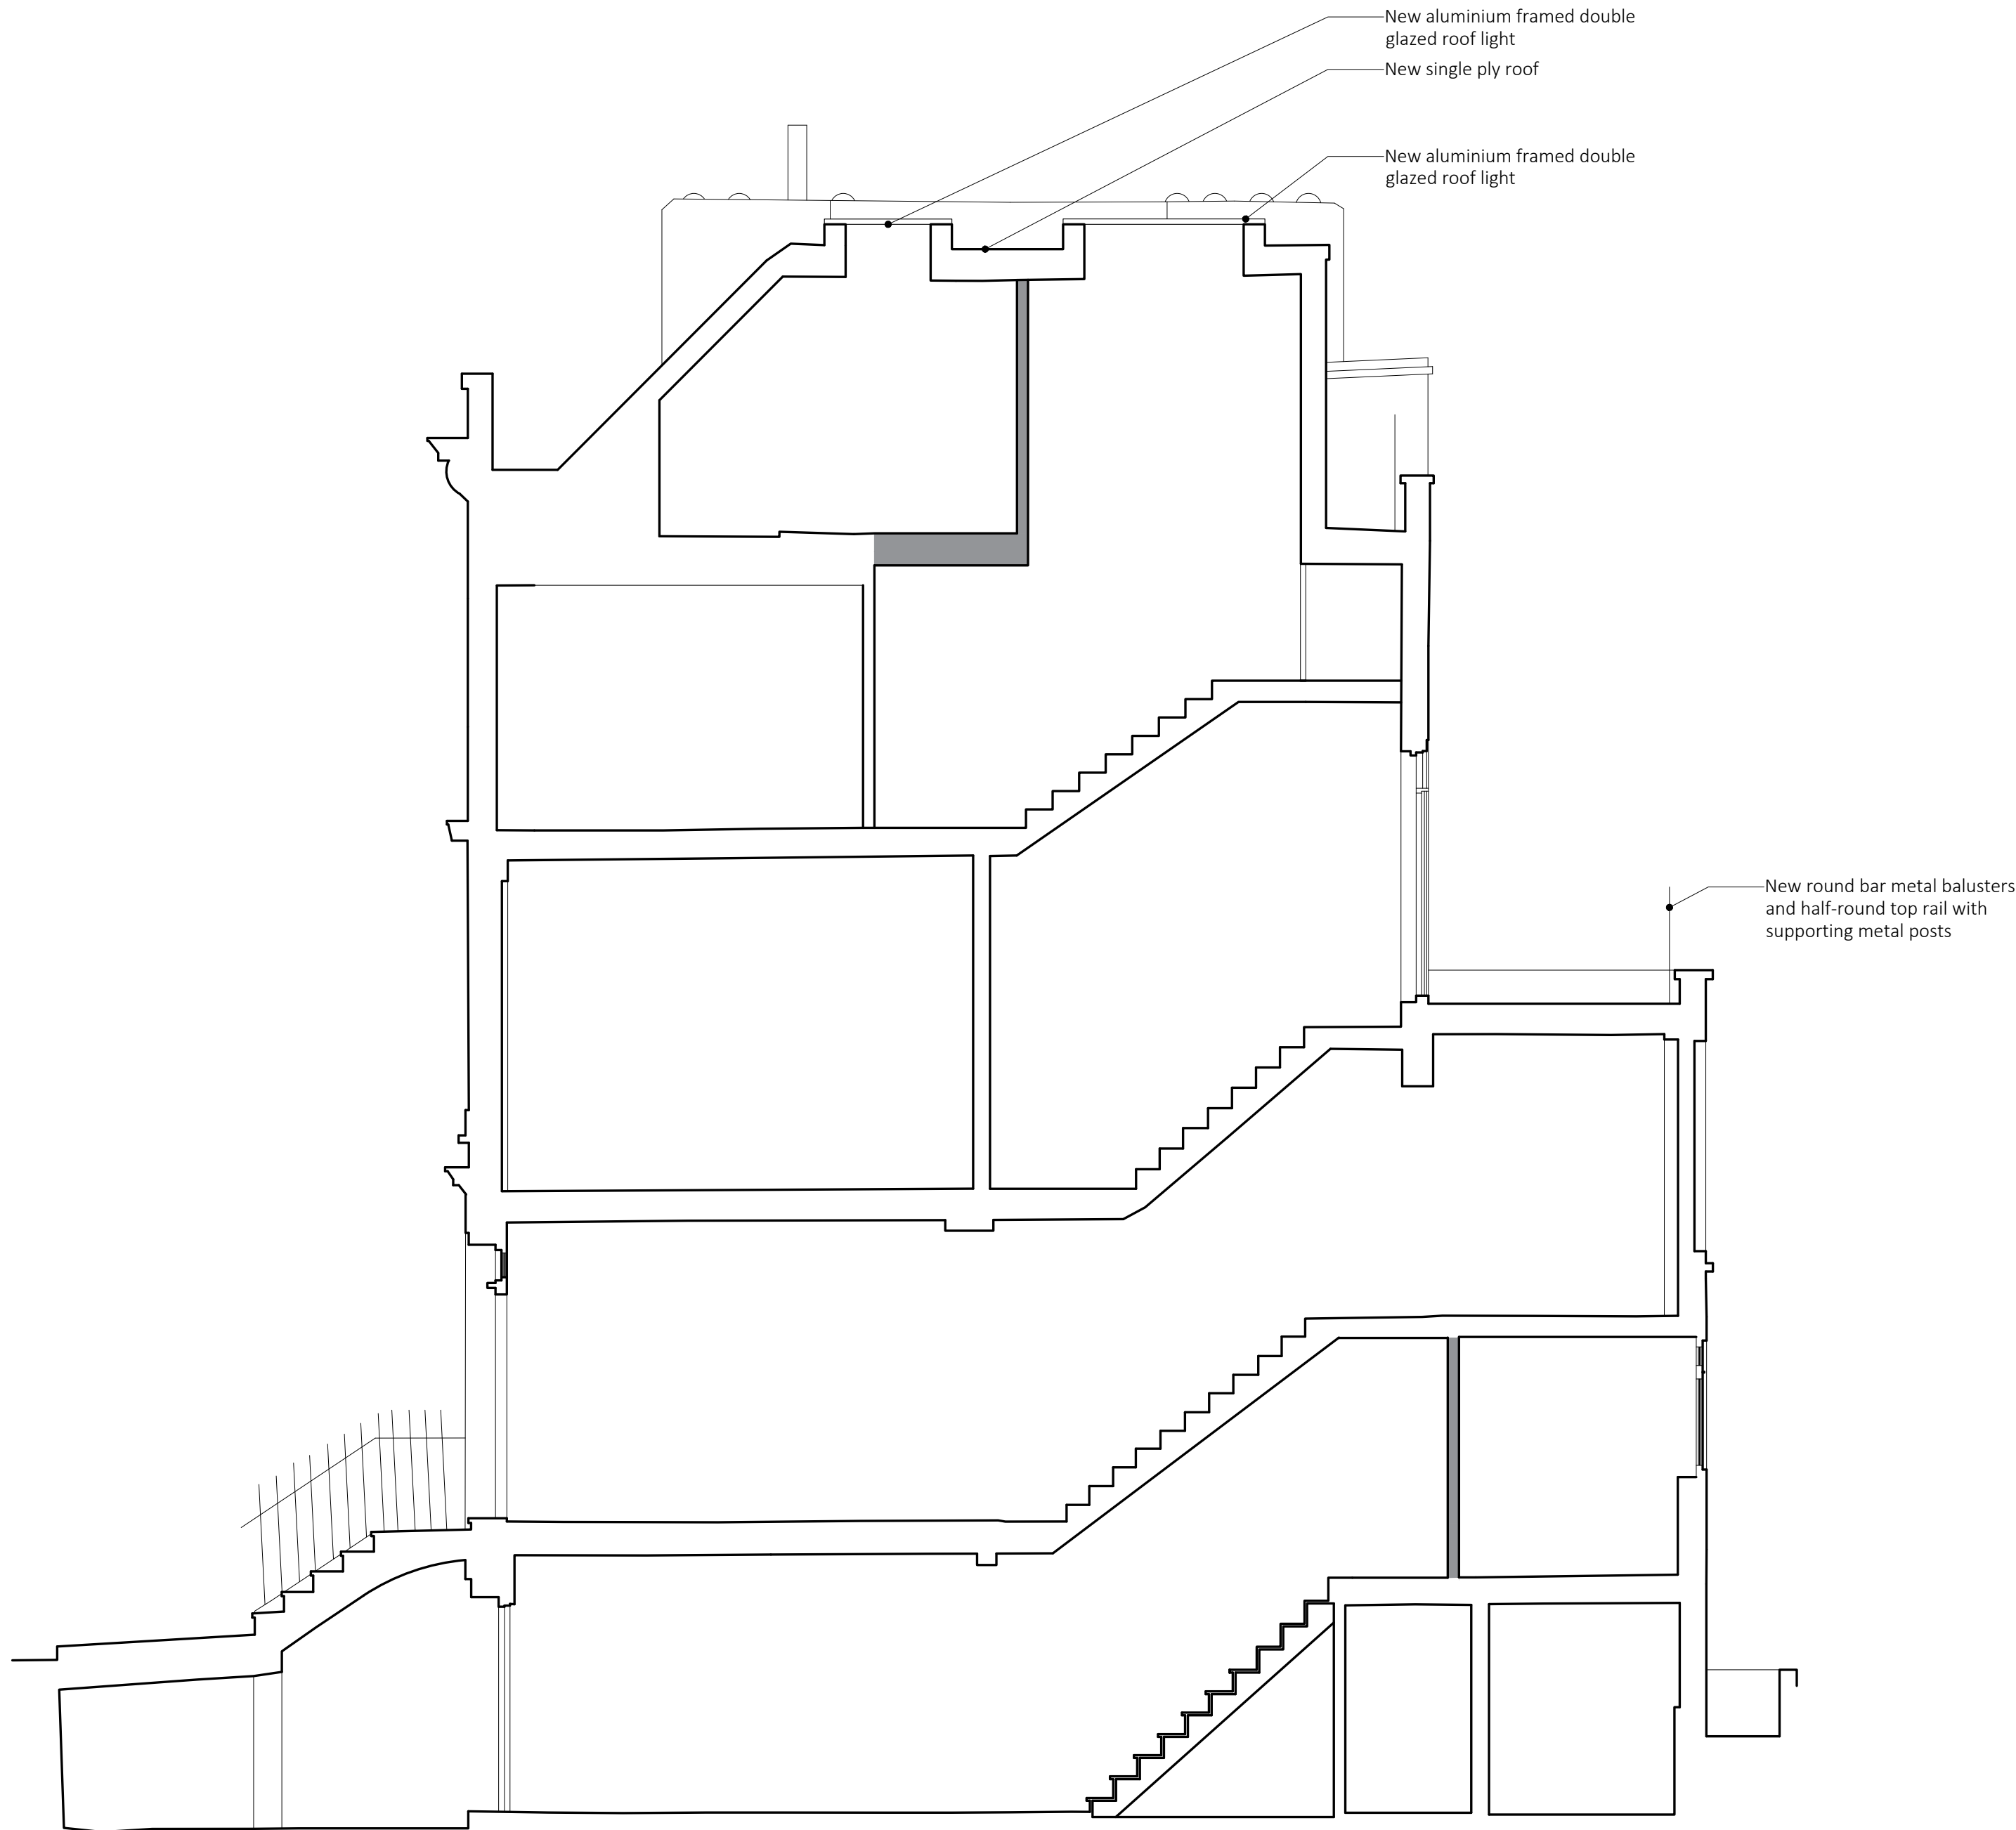 New aluminium framed double
glazed roof light
New single ply roof
New aluminium framed double
glazed roof light
New round bar metal balusters
and half-round top rail with
supporting metal posts